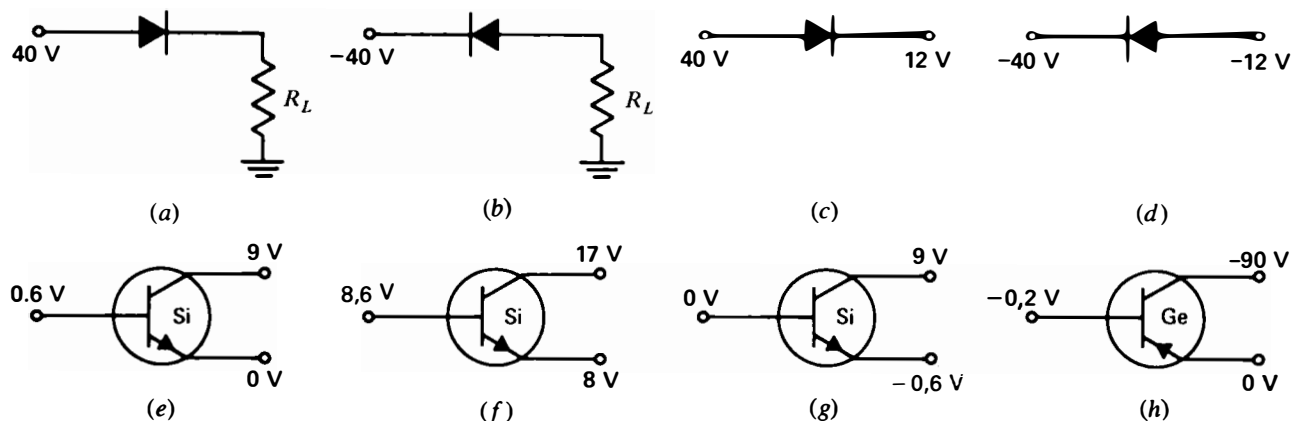 40 V
R_L
(a)
−40 V
R_L
(b)
40 V
12 V
(c)
−40 V
−12 V
(d)
9 V
0.6 V
Si
0 V
(e)
17 V
8,6 V
Si
8 V
(f)
9 V
0 V
Si
−0,6 V
(g)
−90 V
−0,2 V
Ge
0 V
(h)